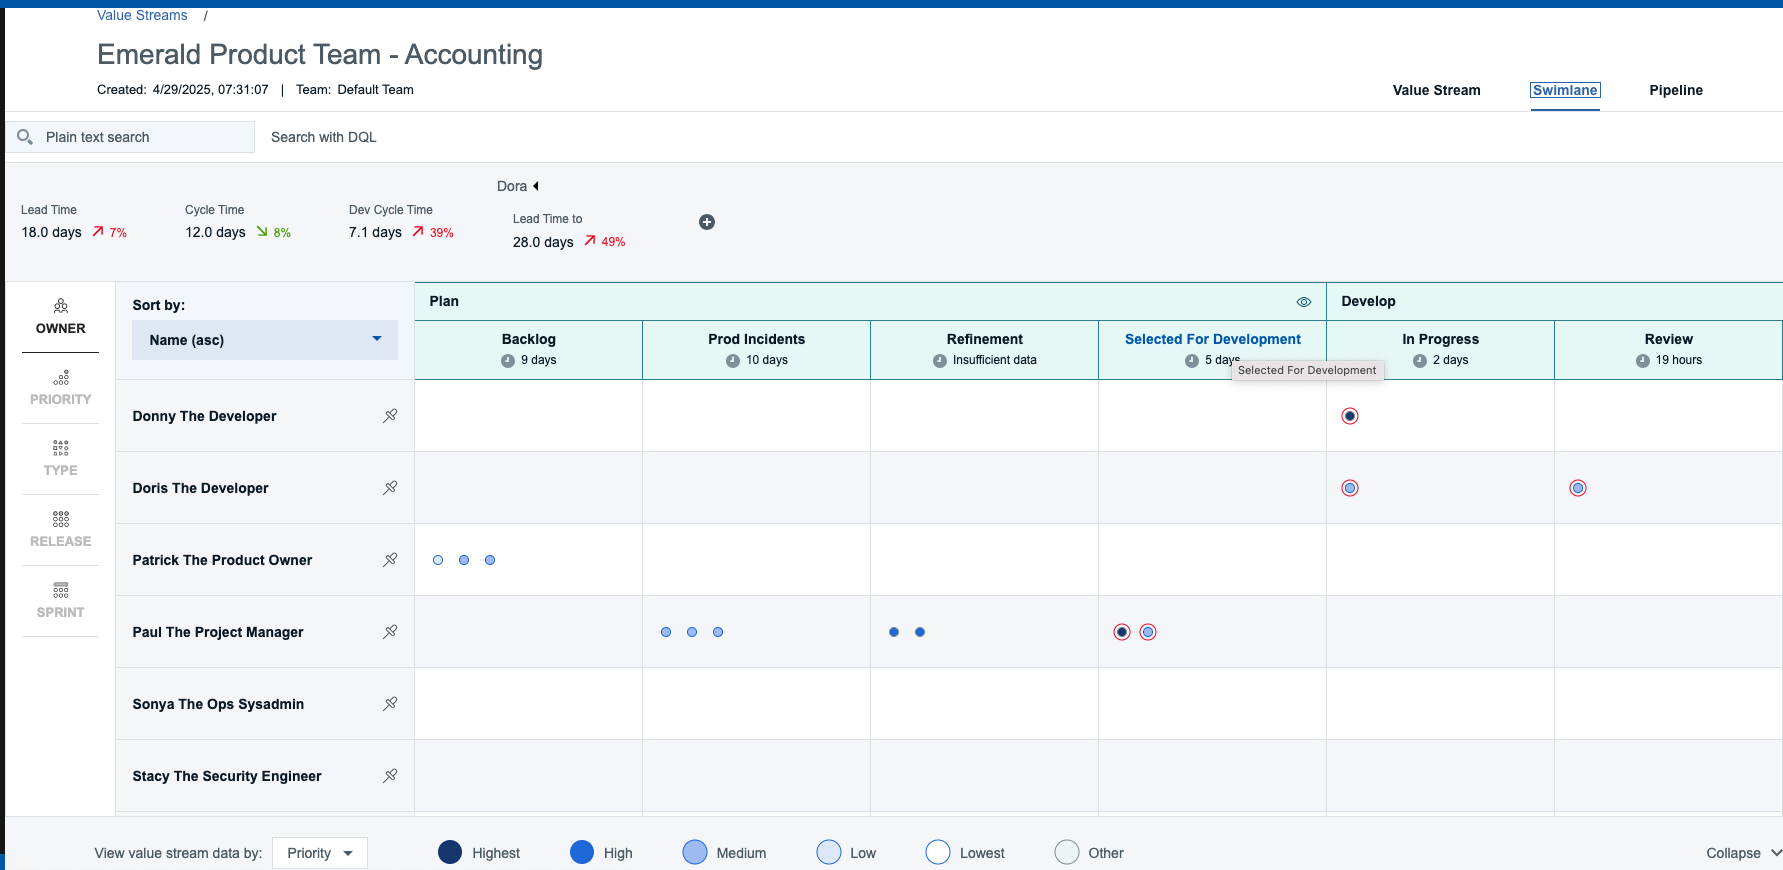 Value Streams /
Emerald Product Team - Accounting
Created: 4/29/2025, 07:31:07 | Team: Default Team
Value Stream Swimlane Pipeline
Plain text search Search with DQL
Dora
Lead Time Cycle Time Dev Cycle Time Lead Time to
18.0 days 7% 12.0 days 8% 7.1 days 39% 28.0 days 49%
OWNER
PRIORITY
TYPE
RELEASE
SPRINT
Sort by:
Name (asc)
Plan Develop
Backlog Prod Incidents Refinement Selected For Development In Progress Review
9 days 10 days Insufficient data 5 days 2 days 19 hours
Selected For Development
Donny The Developer
Doris The Developer
Patrick The Product Owner
Paul The Project Manager
Sonya The Ops Sysadmin
Stacy The Security Engineer
View value stream data by: Priority Highest High Medium Low Lowest Other Collapse